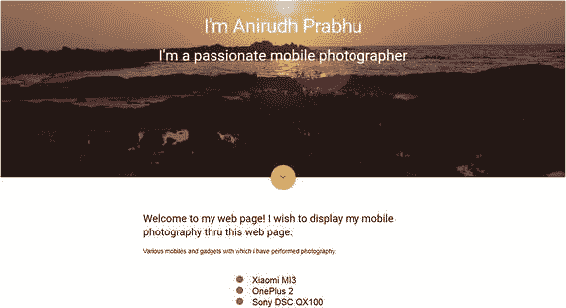 I'm Anirudh Prabhu
I'm a passionate mobile photographer
Welcome to my web page! I wish to display my mobile
photography thru this web page.
Various mobiles and gadgets with which i have performed photography.
Xiaomi MI3
OnePlus 2
Sony DSC QX100